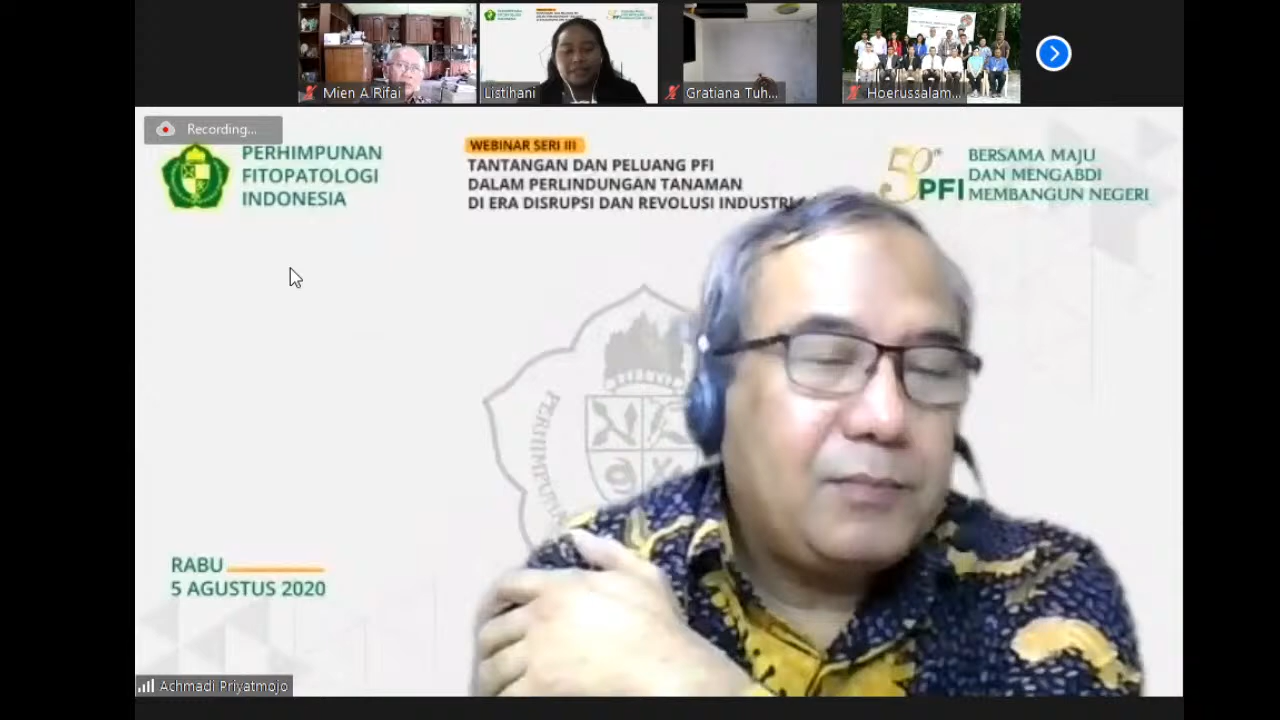 Mien A Rifai
Listihani
Gratiana Tuh...
Hoerussalam...
Recording...
PERHIMPUNAN
FITOPATOLOGI
INDONESIA
WEBINAR SERI III
TANTANGAN DAN PELUANG PFI
DALAM PERLINDUNGAN TANAMAN
DI ERA DISRUPSI DAN REVOLUSI INDUSTRI
50th
PFI
BERSAMA MAJU
DAN MENGABDI
MEMBANGUN NEGERI
RABU
5 AGUSTUS 2020
Achmadi Priyatmojo